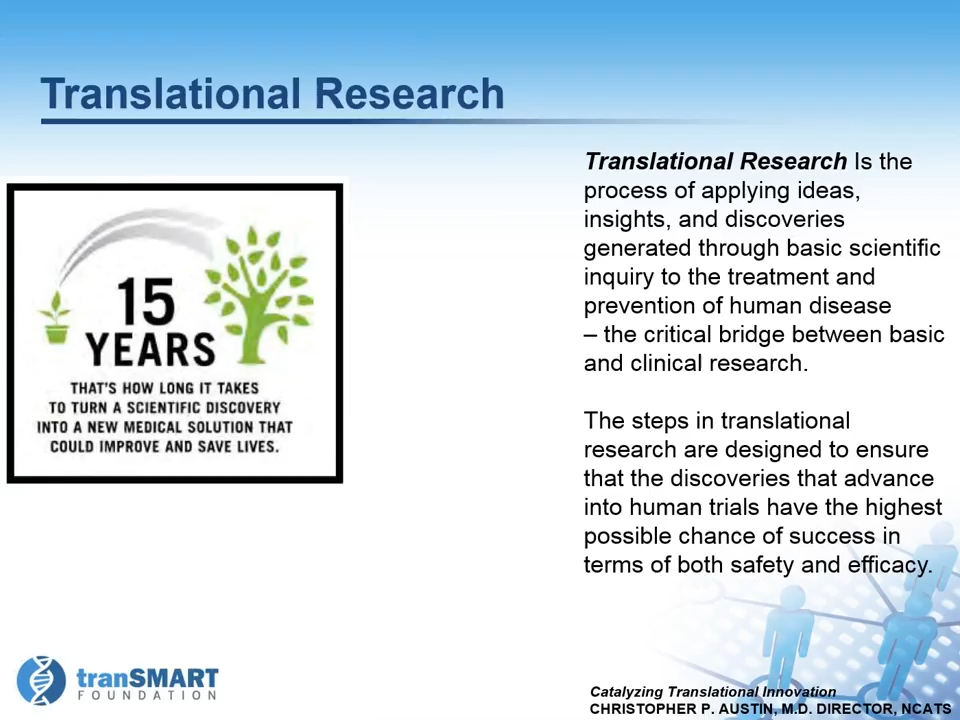 Translational Research
15
YEARS
THAT'S HOW LONG IT TAKES
TO TURN A SCIENTIFIC DISCOVERY
INTO A NEW MEDICAL SOLUTION THAT
COULD IMPROVE AND SAVE LIVES.
Translational Research Is the
process of applying ideas,
insights, and discoveries
generated through basic scientific
inquiry to the treatment and
prevention of human disease
– the critical bridge between basic
and clinical research.
The steps in translational
research are designed to ensure
that the discoveries that advance
into human trials have the highest
possible chance of success in
terms of both safety and efficacy.
tranSMART
FOUNDATION
Catalyzing Translational Innovation
CHRISTOPHER P. AUSTIN, M.D. DIRECTOR, NCATS